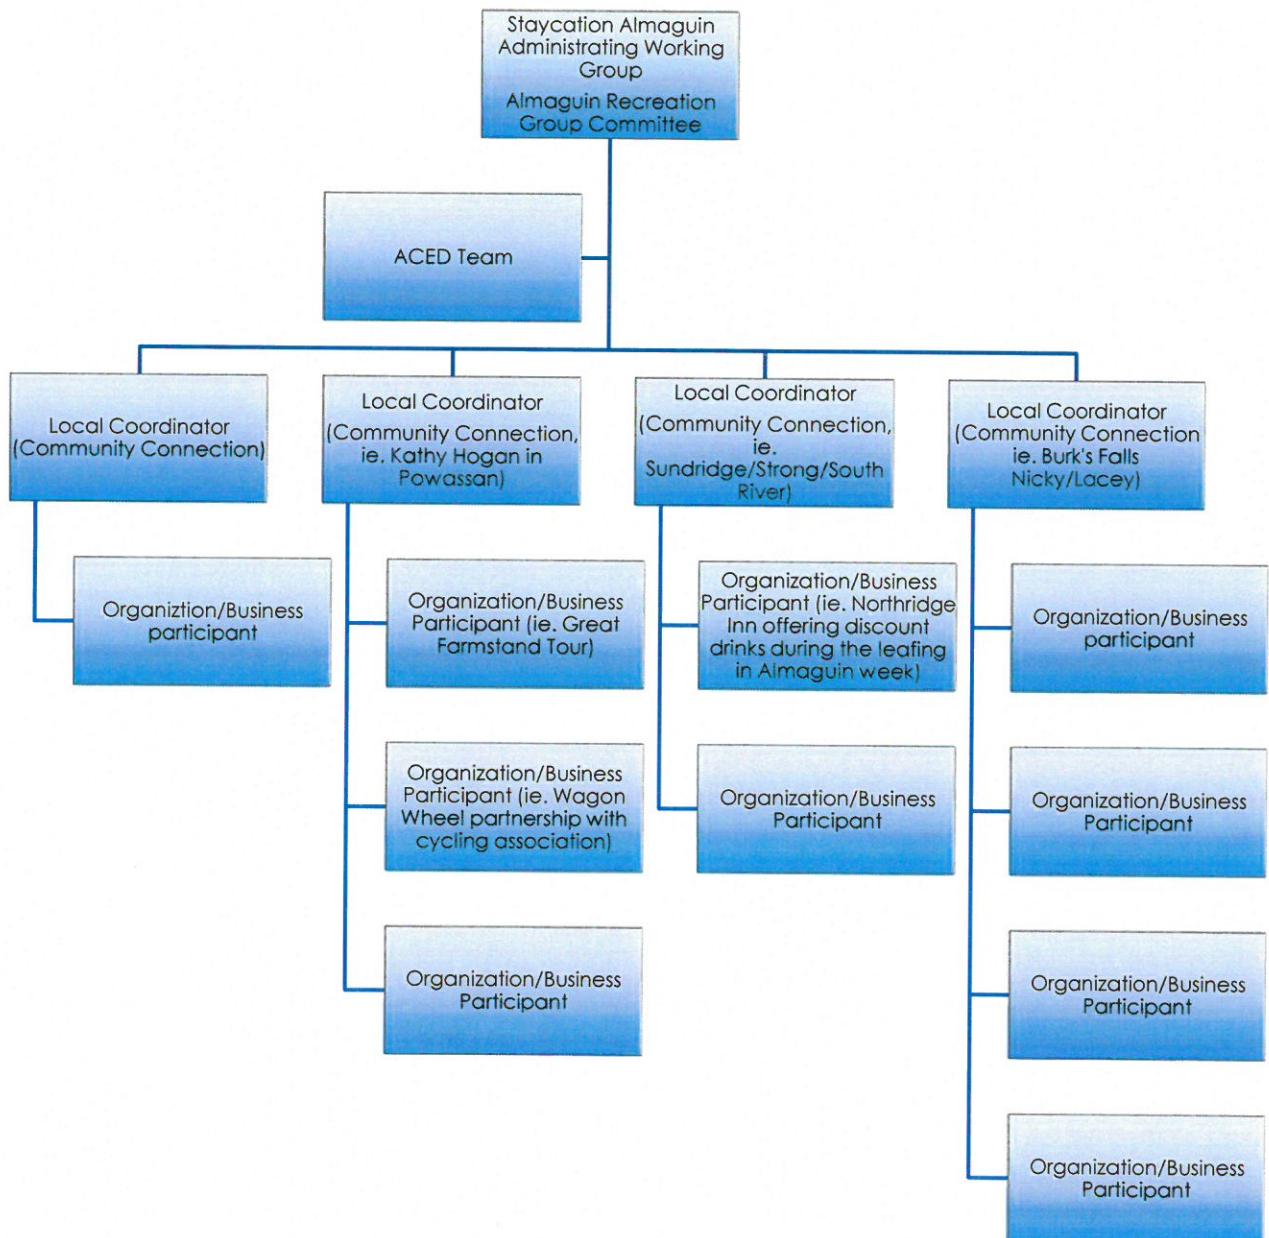 Staycation Almaguin
Administrating Working
Group
Almaguin Recreation
Group Committee
ACED Team
Local Coordinator
(Community Connection)
Local Coordinator
(Community Connection,
ie. Kathy Hogan in
Powassan)
Local Coordinator
(Community Connection,
ie.
Sundridge/Strong/South
River)
Local Coordinator
(Community Connection
ie. Burk's Falls
Nicky/Lacey)
Organiztion/Business
participant
Organization/Business
Participant (ie. Great
Farmstand Tour)
Organization/Business
Participant (ie. Wagon
Wheel partnership with
cycling association)
Organization/Business
Participant
Organization/Business
Participant (ie. Northridge
Inn offering discount
drinks during the leafing
in Almaguin week)
Organization/Business
Participant
Organization/Business
participant
Organization/Business
Participant
Organization/Business
Participant
Organization/Business
Participant